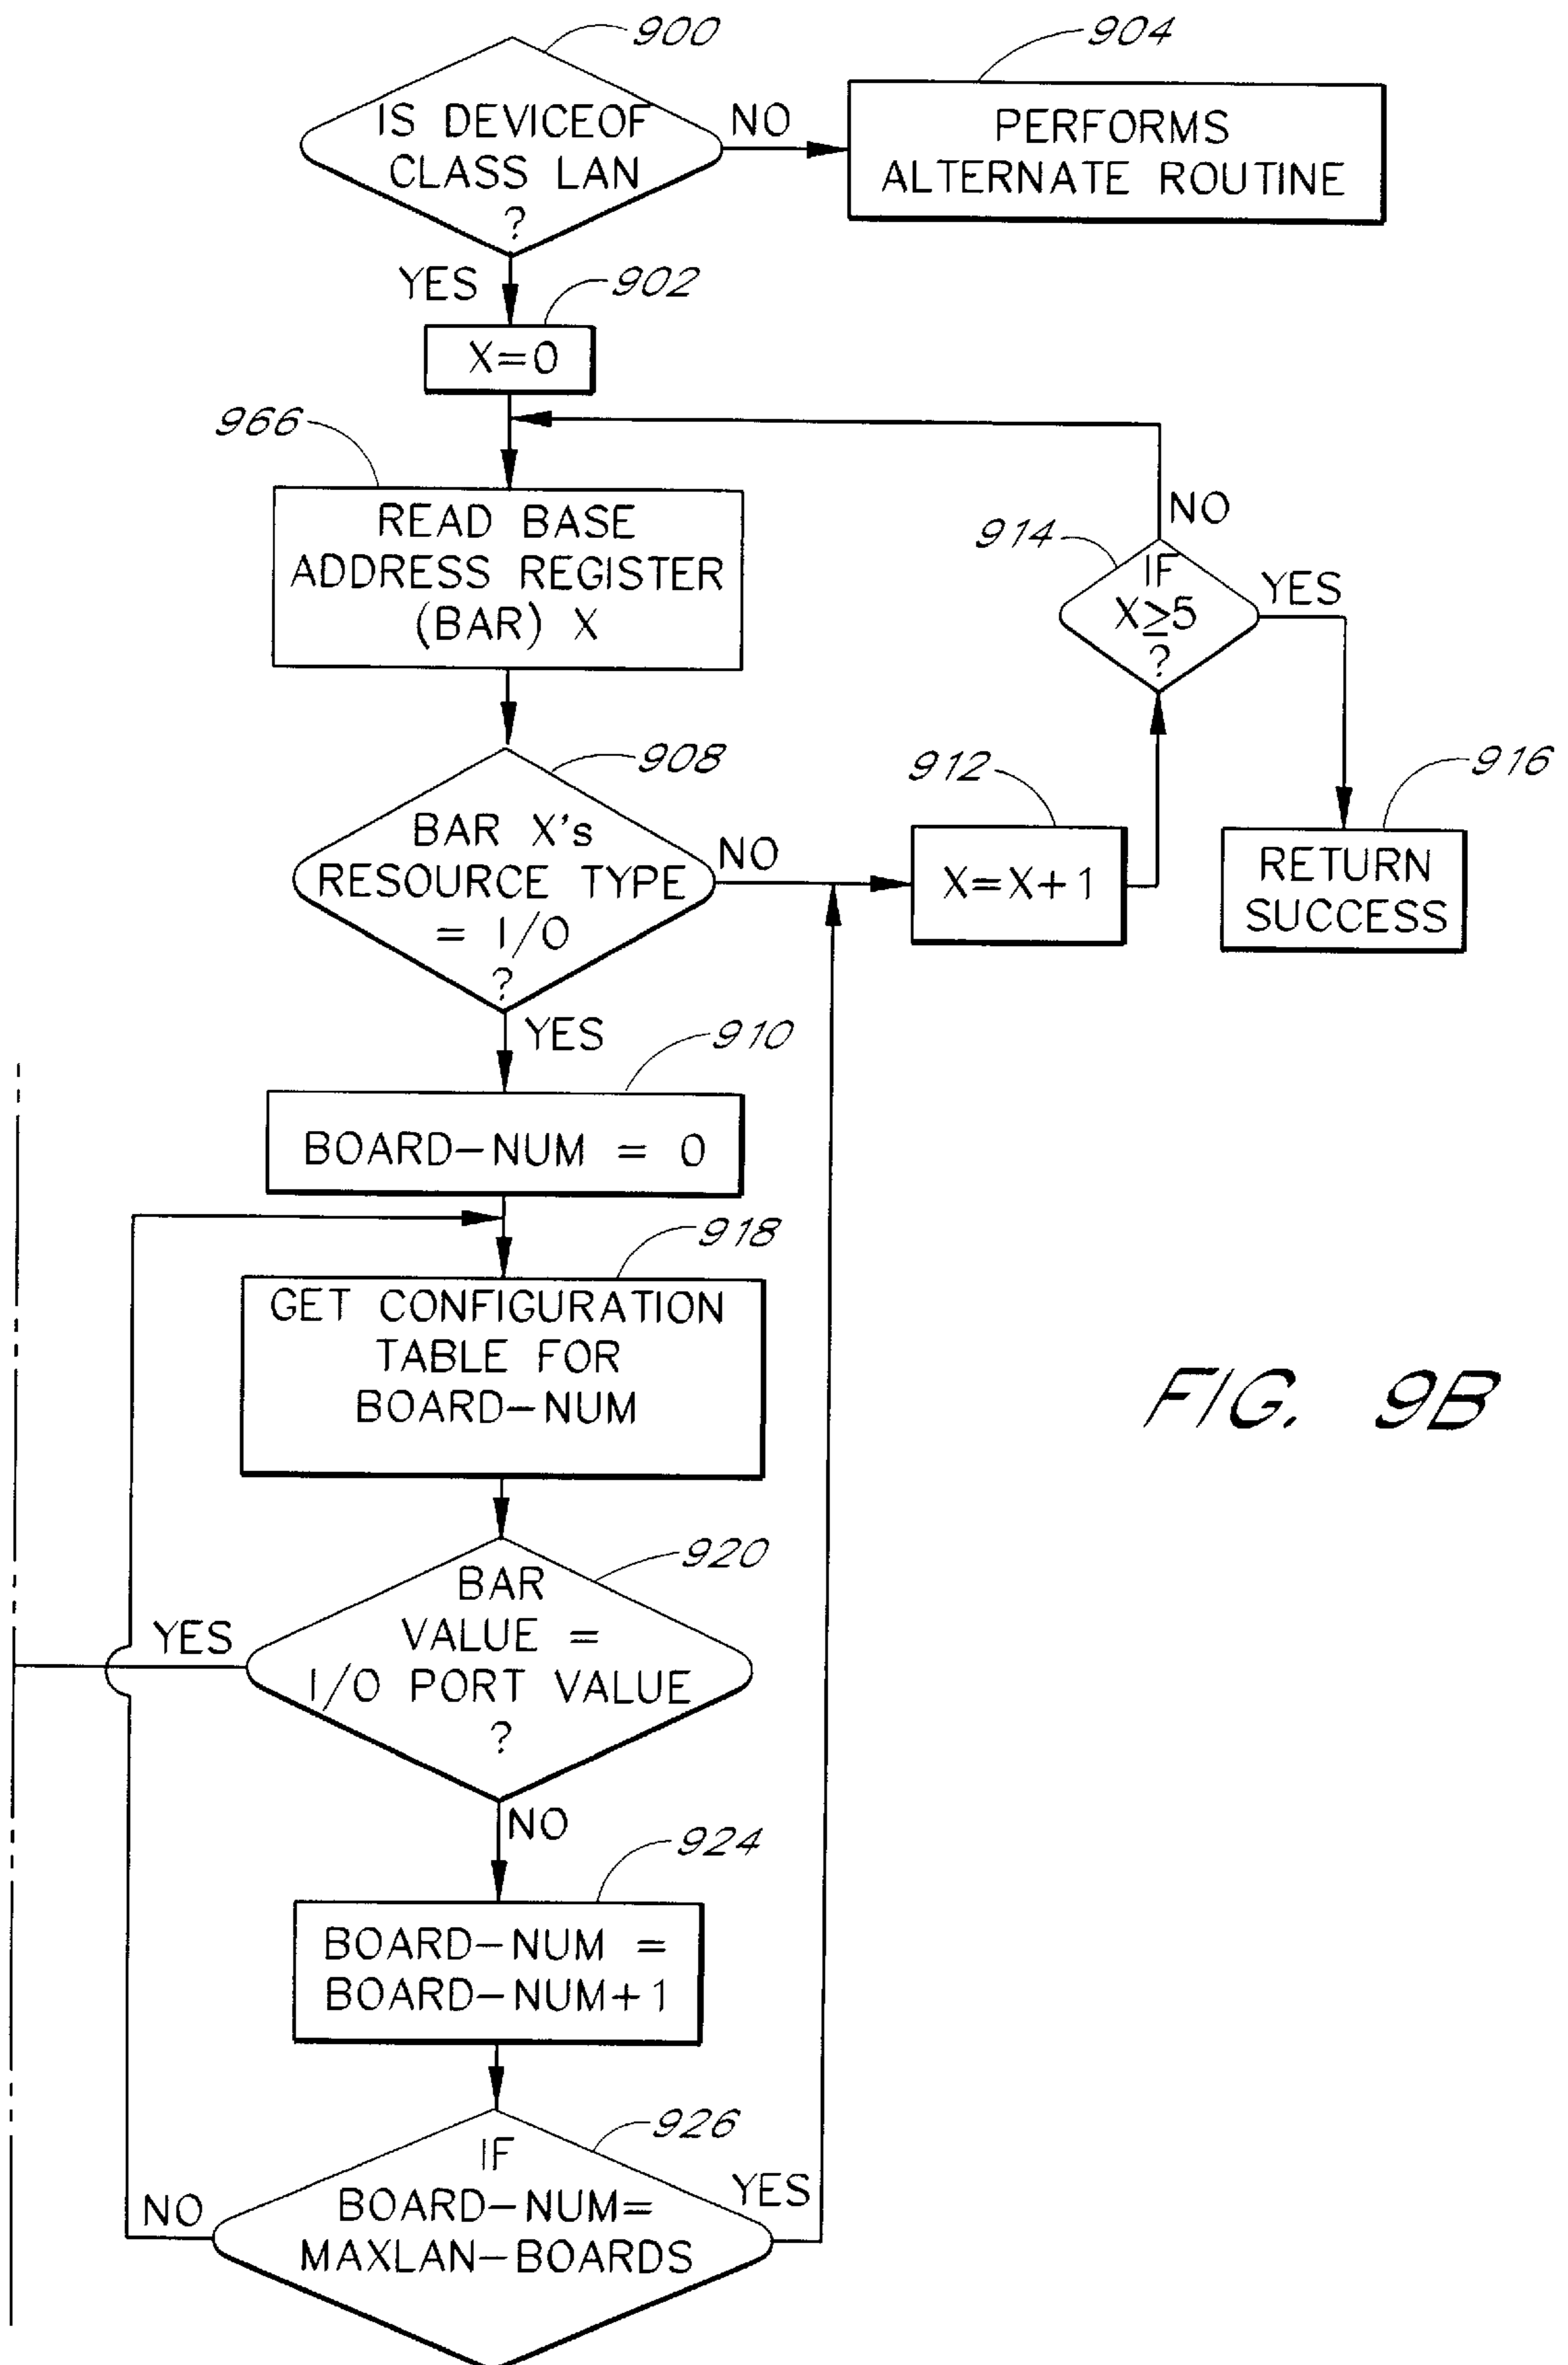 900
IS DEVICEOF
CLASS LAN
?
NO
904
PERFORMS
ALTERNATE ROUTINE
YES
902
X=0
966
READ BASE
ADDRESS REGISTER
(BAR) X
NO
914
IF
X≥5
?
YES
908
BAR X's
RESOURCE TYPE
= I/O
?
NO
912
X=X+1
916
RETURN
SUCCESS
YES
910
BOARD-NUM = 0
918
GET CONFIGURATION
TABLE FOR
BOARD-NUM
FIG. 9B
920
BAR
VALUE =
I/O PORT VALUE
?
YES
NO
924
BOARD-NUM =
BOARD-NUM+1
926
IF
BOARD-NUM=
MAXLAN-BOARDS
NO
YES